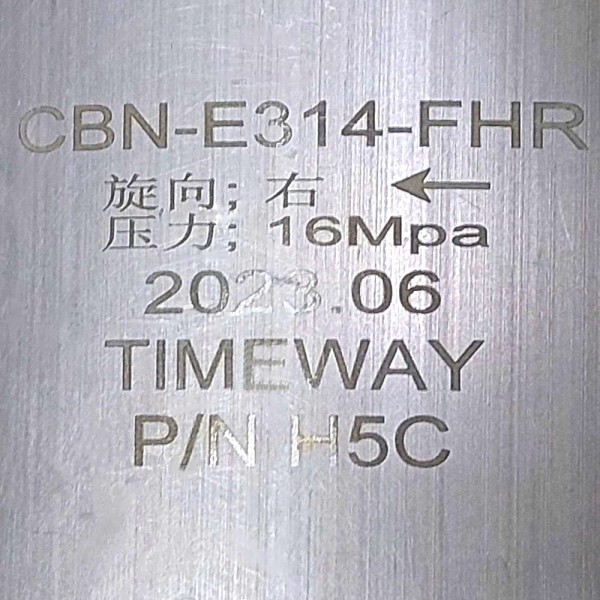 CBN-E314-FHR
旋向; 右 ←
压力; 16Mpa
2023.06
TIMEWAY
P/N H5C